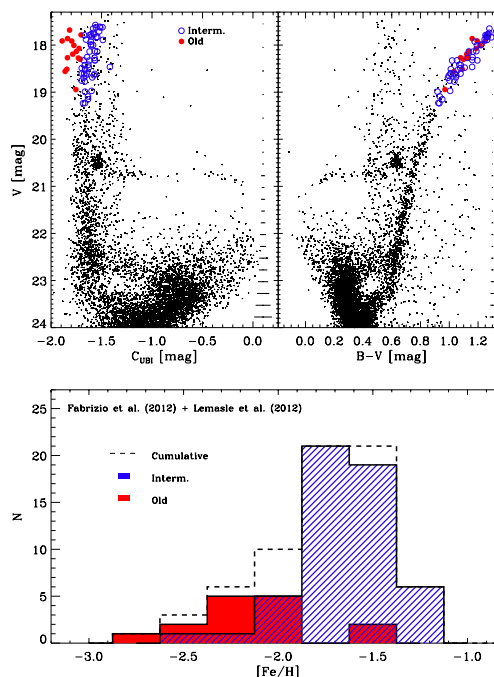 17
18
19
20
21
22
23
24
V [mag]
Interm.
Old
-2.0 -1.5 -1.0 -0.5 0.0
C_UBI [mag]
Interm.
Old
0.0 0.2 0.4 0.6 0.8 1.0 1.2
B-V [mag]
Fabrizio et al. (2012) + Lemasle et al. (2012)
Cumulative
Interm.
Old
25
20
15
10
5
0
N
-3.0 -2.5 -2.0 -1.5 -1.0
[Fe/H]